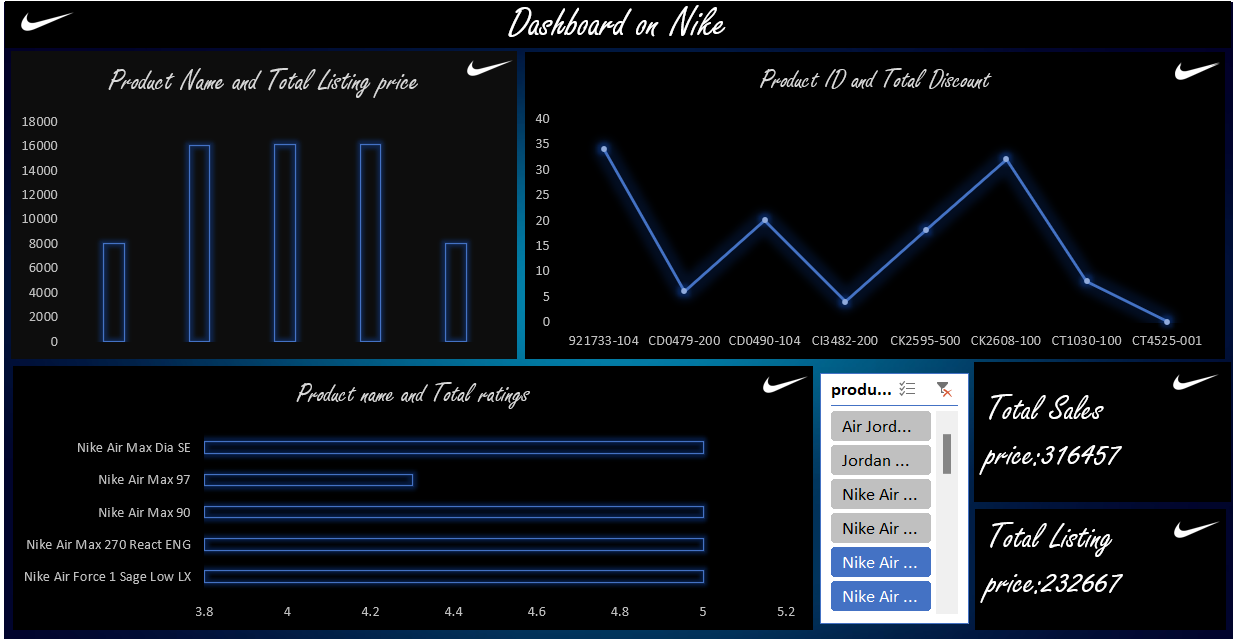 Dashboard on Nike
Product Name and Total Listing price
18000
16000
14000
12000
10000
8000
6000
4000
2000
0
Product ID and Total Discount
40
35
30
25
20
15
10
5
0
921733-104 CD0479-200 CD0490-104 CI3482-200 CK2595-500 CK2608-100 CT1030-100 CT4525-001
Product name and Total ratings
Nike Air Max Dia SE
Nike Air Max 97
Nike Air Max 90
Nike Air Max 270 React ENG
Nike Air Force 1 Sage Low LX
3.8 4 4.2 4.4 4.6 4.8 5 5.2
produ...
Air Jord...
Jordan ...
Nike Air ...
Nike Air ...
Nike Air ...
Nike Air ...
Total Sales
price:316457
Total Listing
price:232667